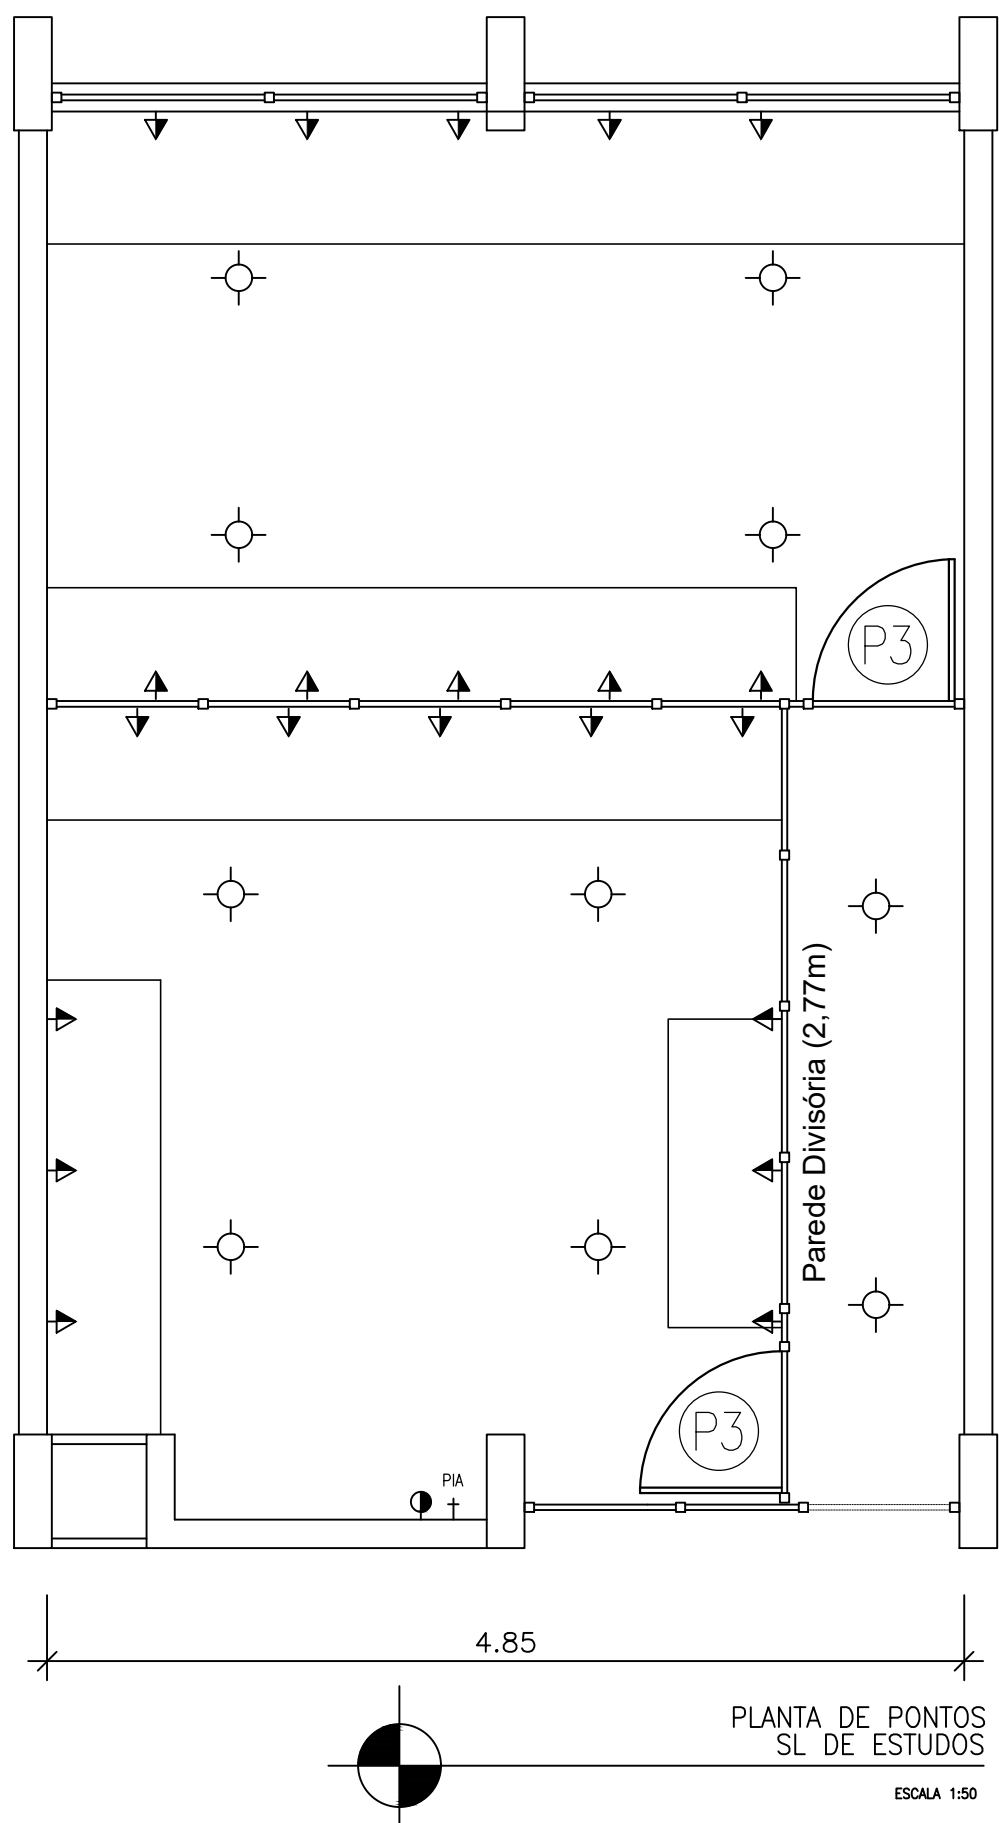 P3
Parede Divisória (2,77m)
P3
PIA
4.85
PLANTA DE PONTOS
SL DE ESTUDOS
ESCALA 1:50